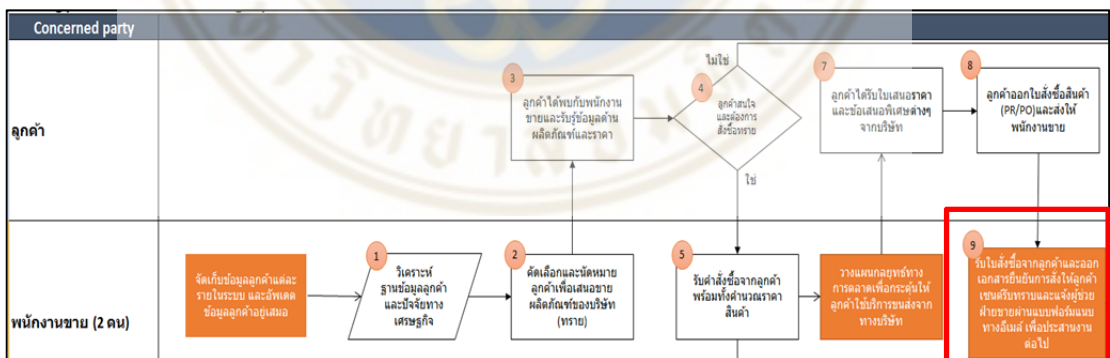 Concerned party
ลูกค้า
3
ลูกค้าได้พบกับพนักงาน
ขายและรับรู้ข้อมูลด้าน
ผลิตภัณฑ์และราคา
ไม่ใช่
4
ลูกค้าสนใจ
และต้องการ
สั่งซื้อทราย
ใช่
7
ลูกค้าได้รับใบเสนอราคา
และข้อเสนอพิเศษต่างๆ
จากบริษัท
8
ลูกค้าออกใบสั่งซื้อสินค้า
(PR/PO)และส่งให้
พนักงานขาย
พนักงานขาย (2 คน)
จัดเก็บข้อมูลลูกค้าแต่ละ
รายในระบบ และอัพเดต
ข้อมูลลูกค้าอยู่เสมอ
1
วิเคราะห์
ฐานข้อมูลลูกค้า
และปัจจัยทาง
เศรษฐกิจ
2
คัดเลือกและนัดหมาย
ลูกค้าเพื่อเสนอขาย
ผลิตภัณฑ์ของบริษัท
(ทราย)
5
รับคำสั่งซื้อจากลูกค้า
พร้อมทั้งคำนวณราคา
สินค้า
วางแผนกลยุทธ์ทาง
การตลาดเพื่อกระตุ้นให้
ลูกค้าใช้บริการขนส่งจาก
ทางบริษัท
9
รับใบสั่งซื้อจากลูกค้าและออก
เอกสารยืนยันการสั่งให้ลูกค้า
เซนต์รับทราบและแจ้งผู้ช่วย
ฝ่ายขายผ่านแบบฟอร์มแนบ
ทางอีเมล์ เพื่อประสานงาน
ต่อไป